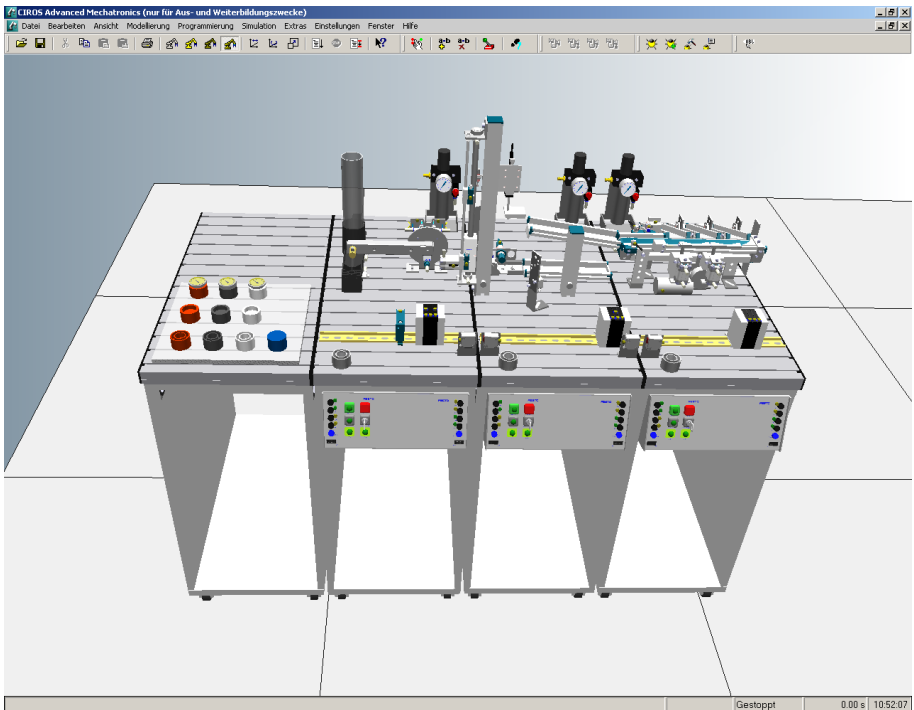 CIROS Advanced Mechatronics (nur für Aus- und Weiterbildungszwecke)
Datei Bearbeiten Ansicht Modellierung Programmierung Simulation Extras Einstellungen Fenster Hilfe
a-b a-b
Gestoppt 0.00 s 10:52:07